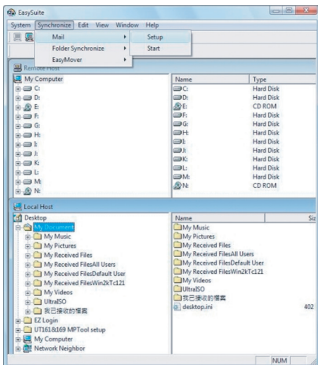 EasySuite
System Synchronize Edit View Window Help
Mail
Setup
Folder Synchronize
Start
EasyMover
Remote Host
My Computer
Name Type
C:
D:
E:
F:
G:
H:
I:
J:
K:
L:
M:
N:
C: Hard Disk
D: Hard Disk
E: CD ROM
F: Hard Disk
G: Hard Disk
H: Hard Disk
I: Hard Disk
J: Hard Disk
K: Hard Disk
L: Hard Disk
M: Hard Disk
N: CD ROM
Local Host
Desktop
My Document
My Music
My Pictures
My Received Files
My Received FilesAll Users
My Received FilesDefault User
My Received FilesWin2kTc121
My Videos
UltraISO
我已接收的檔案
EZ Login
UT161&169 MPTool setup
My Computer
Network Neighbor
Name Siz
My Music
My Pictures
My Received Files
My Received FilesAll Users
My Received FilesDefault User
My Received FilesWin2kTc121
My Videos
UltraISO
我已接收的檔案
desktop.ini 402
NUM